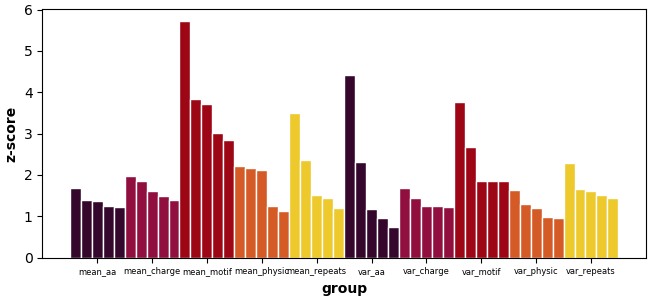 6
5
4
3
2
1
0
z-score
mean_aa mean_charge mean_motif mean_physic mean_repeats var_aa var_charge var_motif var_physic var_repeats
group